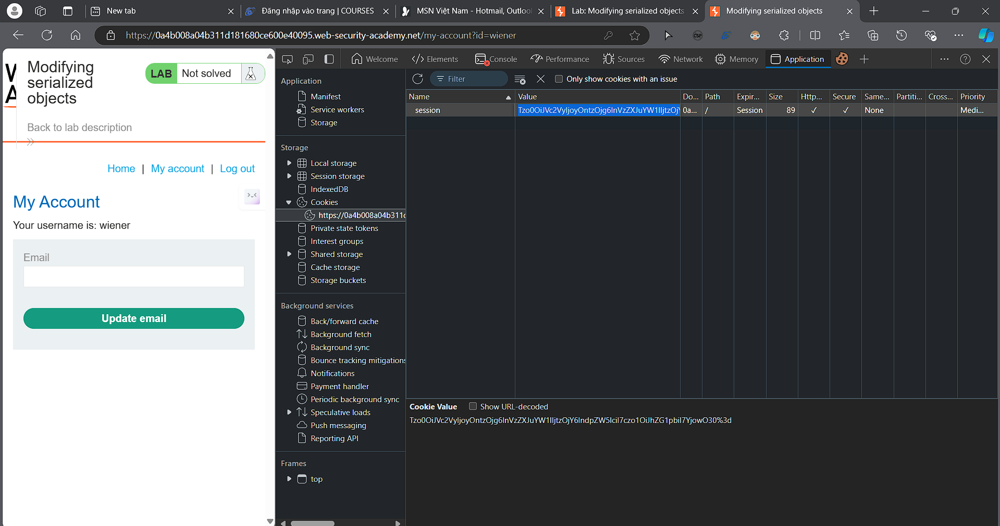 New tab
Đăng nhập vào trang | COURSES
MSN Việt Nam - Hotmail, Outloo
Lab: Modifying serialized objects
Modifying serialized objects
https://0a4b008a04b311d181680ce600e40095.web-security-academy.net/my-account?id=wiener
CSP
W
A
Modifying
serialized
objects
LAB Not solved
Back to lab description
Home | My account | Log out
My Account
Your username is: wiener
Email
Update email
Welcome
Elements
Console
Performance
Sources
Network
Memory
Application
Application
Manifest
Service workers
Storage
Storage
Local storage
Session storage
IndexedDB
Cookies
https://0a4b008a04b311d
Private state tokens
Interest groups
Shared storage
Cache storage
Storage buckets
Background services
Back/forward cache
Background fetch
Background sync
Bounce tracking mitigations
Notifications
Payment handler
Periodic background sync
Speculative loads
Push messaging
Reporting API
Frames
top
Filter
Only show cookies with an issue
Name Value Do... Path Expir... Size Http... Secure Same... Partiti... Cross... Priority
session Tzo0OiJVc2VyIjoyOntzOjg6InVzZXJuYW1lIjtzOjY 0a... / Session 89 ✓ ✓ None Medi...
Cookie Value Show URL-decoded
Tzo0OiJVc2VyIjoyOntzOjg6InVzZXJuYW1lIjtzOjY6IndpZW5lciI7czo1OiJhZG1pbiI7YjowO30%3d